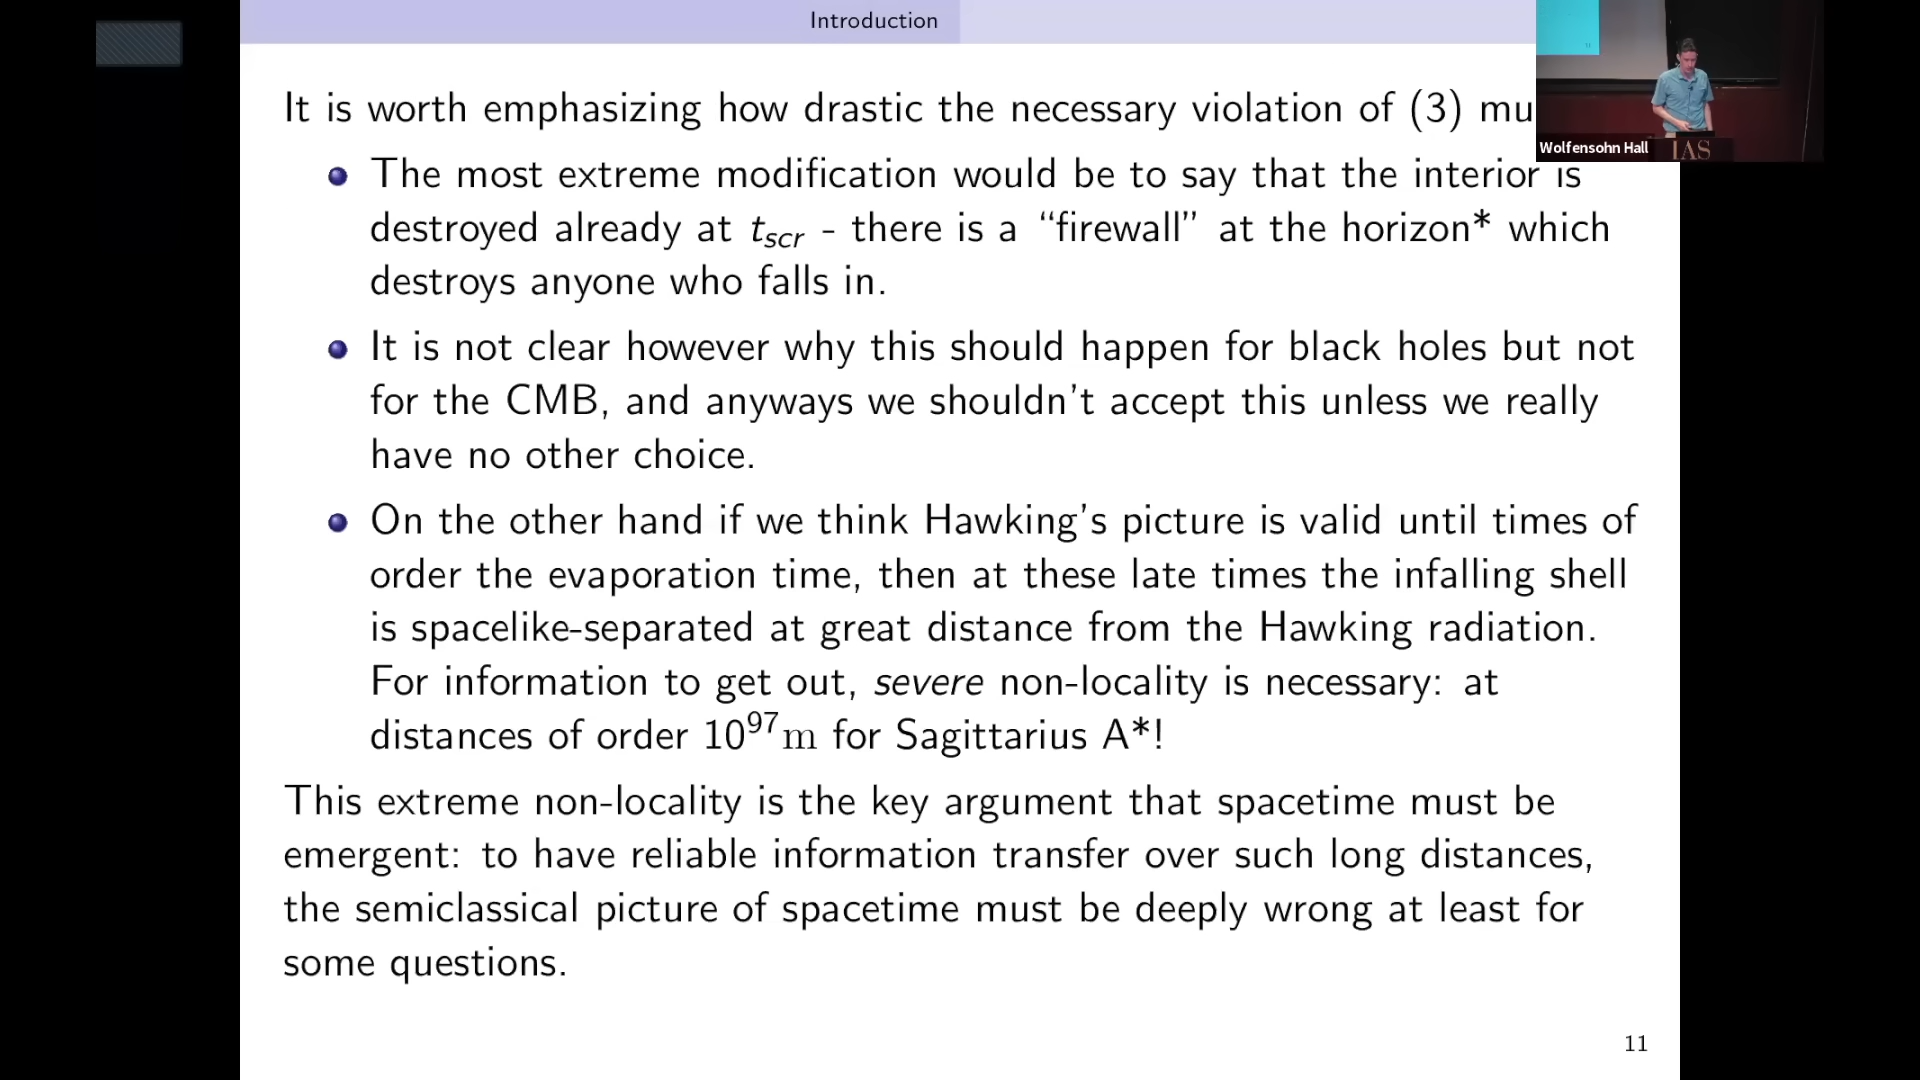 Introduction
It is worth emphasizing how drastic the necessary violation of (3)
Wolfensohn Hall
IAS
• The most extreme modification would be to say that the interior is
destroyed already at t_scr - there is a “firewall” at the horizon* which
destroys anyone who falls in.
• It is not clear however why this should happen for black holes but not
for the CMB, and anyways we shouldn’t accept this unless we really
have no other choice.
• On the other hand if we think Hawking’s picture is valid until times of
order the evaporation time, then at these late times the infalling shell
is spacelike-separated at great distance from the Hawking radiation.
For information to get out, severe non-locality is necessary: at
distances of order 10^97 m for Sagittarius A*!
This extreme non-locality is the key argument that spacetime must be
emergent: to have reliable information transfer over such long distances,
the semiclassical picture of spacetime must be deeply wrong at least for
some questions.
11